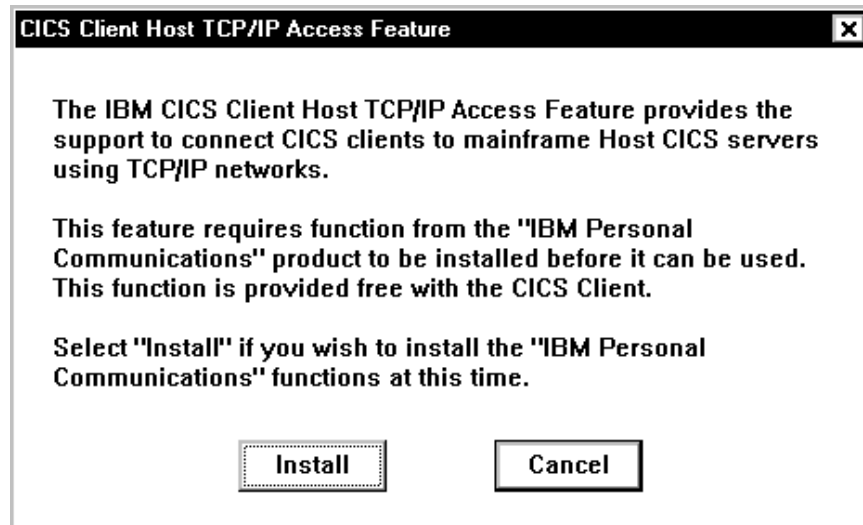 CICS Client Host TCP/IP Access Feature
The IBM CICS Client Host TCP/IP Access Feature provides the
support to connect CICS clients to mainframe Host CICS servers
using TCP/IP networks.
This feature requires function from the "IBM Personal
Communications" product to be installed before it can be used.
This function is provided free with the CICS Client.
Select "Install" if you wish to install the "IBM Personal
Communications" functions at this time.
Install
Cancel